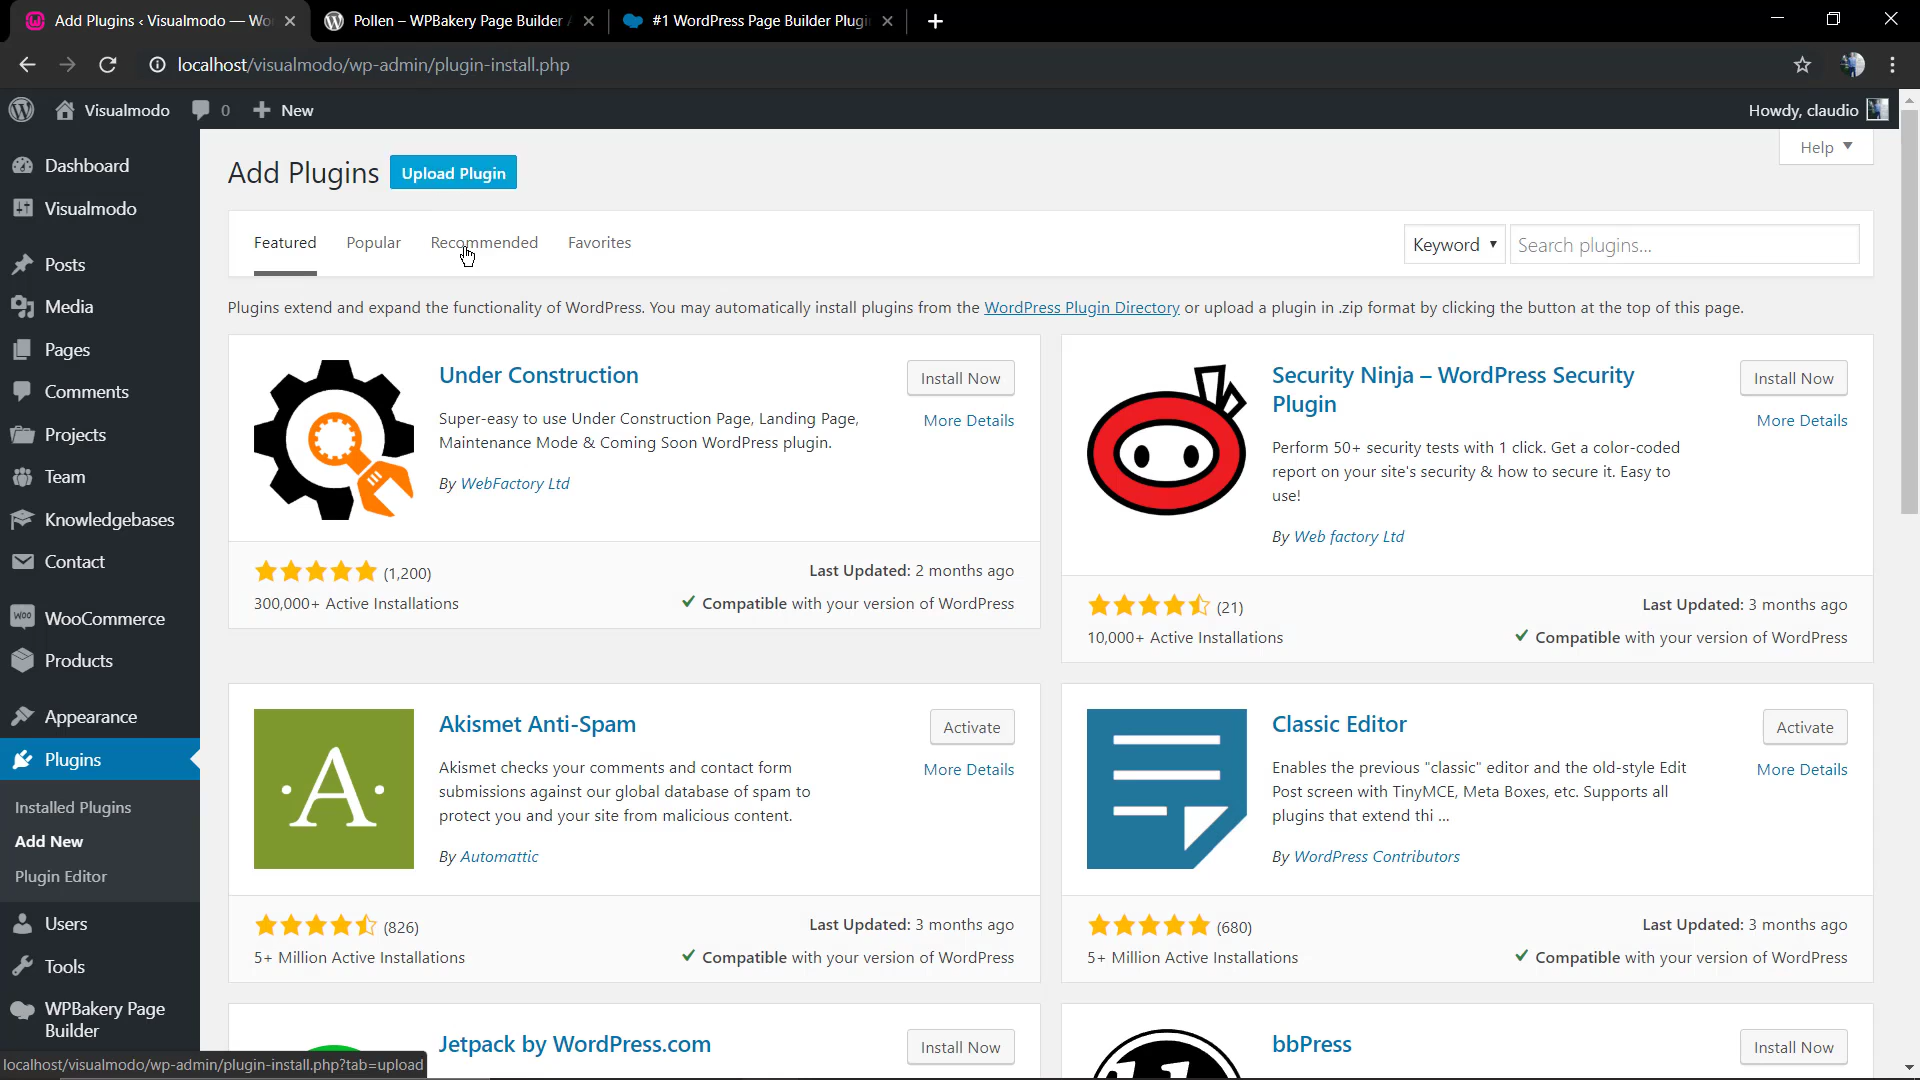 Add Plugins ‹ Visualmodo — Wo
Pollen – WPBakery Page Builder
#1 WordPress Page Builder Plugi
localhost/visualmodo/wp-admin/plugin-install.php
Visualmodo
0
New
Howdy, claudio
Dashboard
Visualmodo
Posts
Media
Pages
Comments
Projects
Team
Knowledgebases
Contact
WooCommerce
Products
Appearance
Plugins
Installed Plugins
Add New
Plugin Editor
Users
Tools
WPBakery Page
Builder
localhost/visualmodo/wp-admin/plugin-install.php?tab=upload
Help
Add Plugins
Upload Plugin
Featured
Popular
Recommended
Favorites
Keyword
Search plugins...
Plugins extend and expand the functionality of WordPress. You may automatically install plugins from the WordPress Plugin Directory or upload a plugin in .zip format by clicking the button at the top of this page.
Under Construction
Install Now
More Details
Super-easy to use Under Construction Page, Landing Page,
Maintenance Mode & Coming Soon WordPress plugin.
By WebFactory Ltd
(1,200)
Last Updated: 2 months ago
300,000+ Active Installations
Compatible with your version of WordPress
Security Ninja – WordPress Security
Plugin
Install Now
More Details
Perform 50+ security tests with 1 click. Get a color-coded
report on your site's security & how to secure it. Easy to
use!
By Web factory Ltd
(21)
Last Updated: 3 months ago
10,000+ Active Installations
Compatible with your version of WordPress
A
Akismet Anti-Spam
Activate
More Details
Akismet checks your comments and contact form
submissions against our global database of spam to
protect you and your site from malicious content.
By Automattic
(826)
Last Updated: 3 months ago
5+ Million Active Installations
Compatible with your version of WordPress
Classic Editor
Activate
More Details
Enables the previous "classic" editor and the old-style Edit
Post screen with TinyMCE, Meta Boxes, etc. Supports all
plugins that extend thi ...
By WordPress Contributors
(680)
Last Updated: 3 months ago
5+ Million Active Installations
Compatible with your version of WordPress
Jetpack by WordPress.com
Install Now
bbPress
Install Now